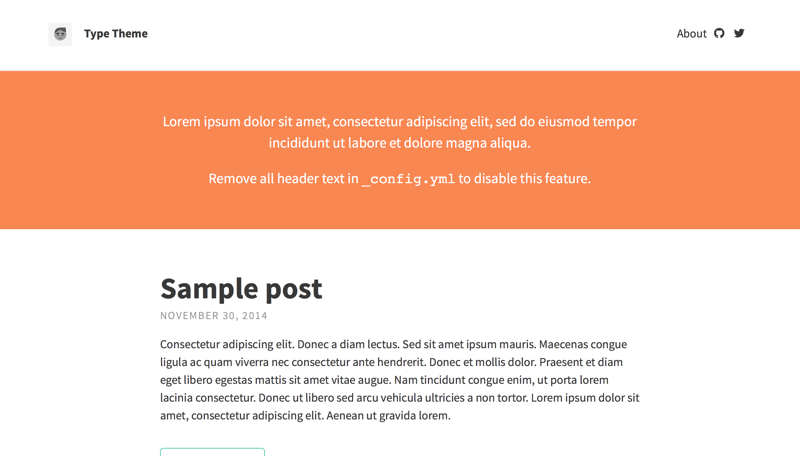 Type Theme
About
Lorem ipsum dolor sit amet, consectetur adipiscing elit, sed do eiusmod tempor
incididunt ut labore et dolore magna aliqua.
Remove all header text in _config.yml to disable this feature.
Sample post
NOVEMBER 30, 2014
Consectetur adipiscing elit. Donec a diam lectus. Sed sit amet ipsum mauris. Maecenas congue
ligula ac quam viverra nec consectetur ante hendrerit. Donec et mollis dolor. Praesent et diam
eget libero egestas mattis sit amet vitae augue. Nam tincidunt congue enim, ut porta lorem
lacinia consectetur. Donec ut libero sed arcu vehicula ultricies a non tortor. Lorem ipsum dolor sit
amet, consectetur adipiscing elit. Aenean ut gravida lorem.